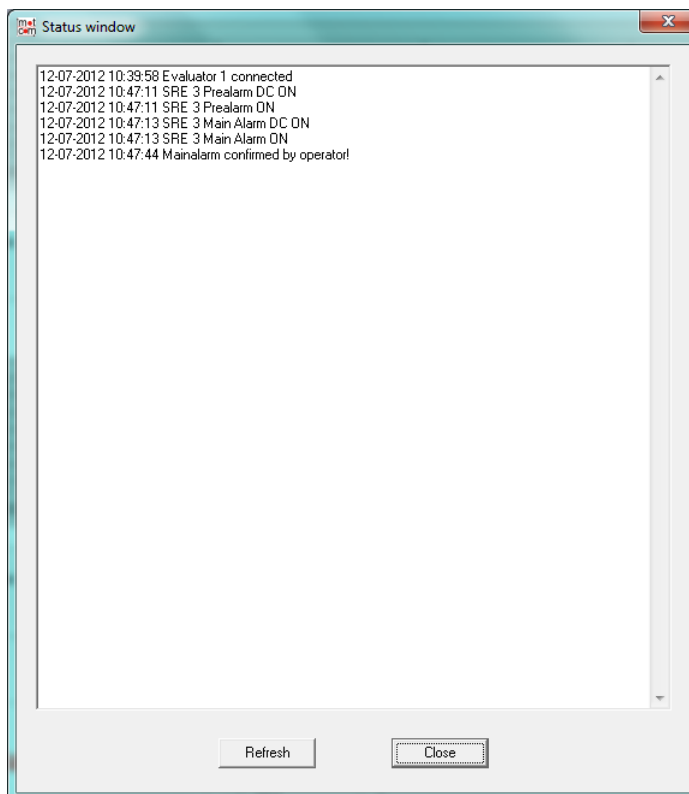 mot
com
Status window
12-07-2012 10:39:58 Evaluator 1 connected
12-07-2012 10:47:11 SRE 3 Prealarm DC ON
12-07-2012 10:47:11 SRE 3 Prealarm ON
12-07-2012 10:47:13 SRE 3 Main Alarm DC ON
12-07-2012 10:47:13 SRE 3 Main Alarm ON
12-07-2012 10:47:44 Mainalarm confirmed by operator!
Refresh
Close